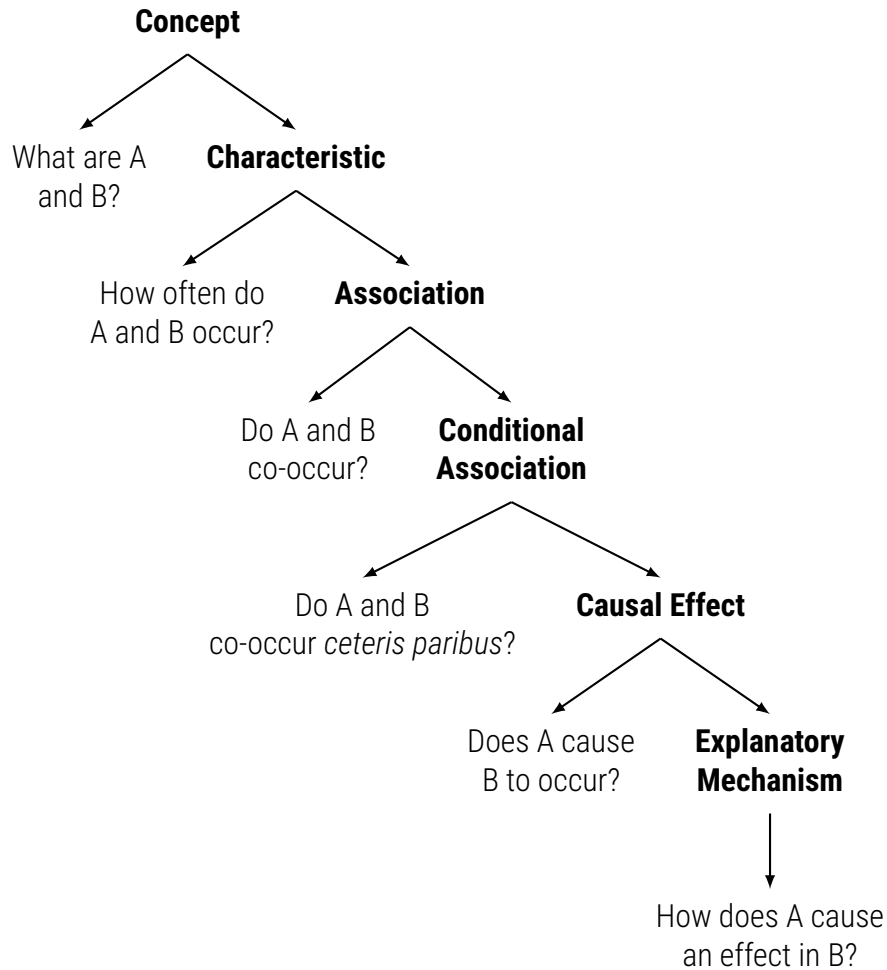 Concept
What are A
and B?
Characteristic
How often do
A and B occur?
Association
Do A and B
co-occur?
Conditional
Association
Do A and B
co-occur ceteris paribus?
Causal Effect
Does A cause
B to occur?
Explanatory
Mechanism
How does A cause
an effect in B?